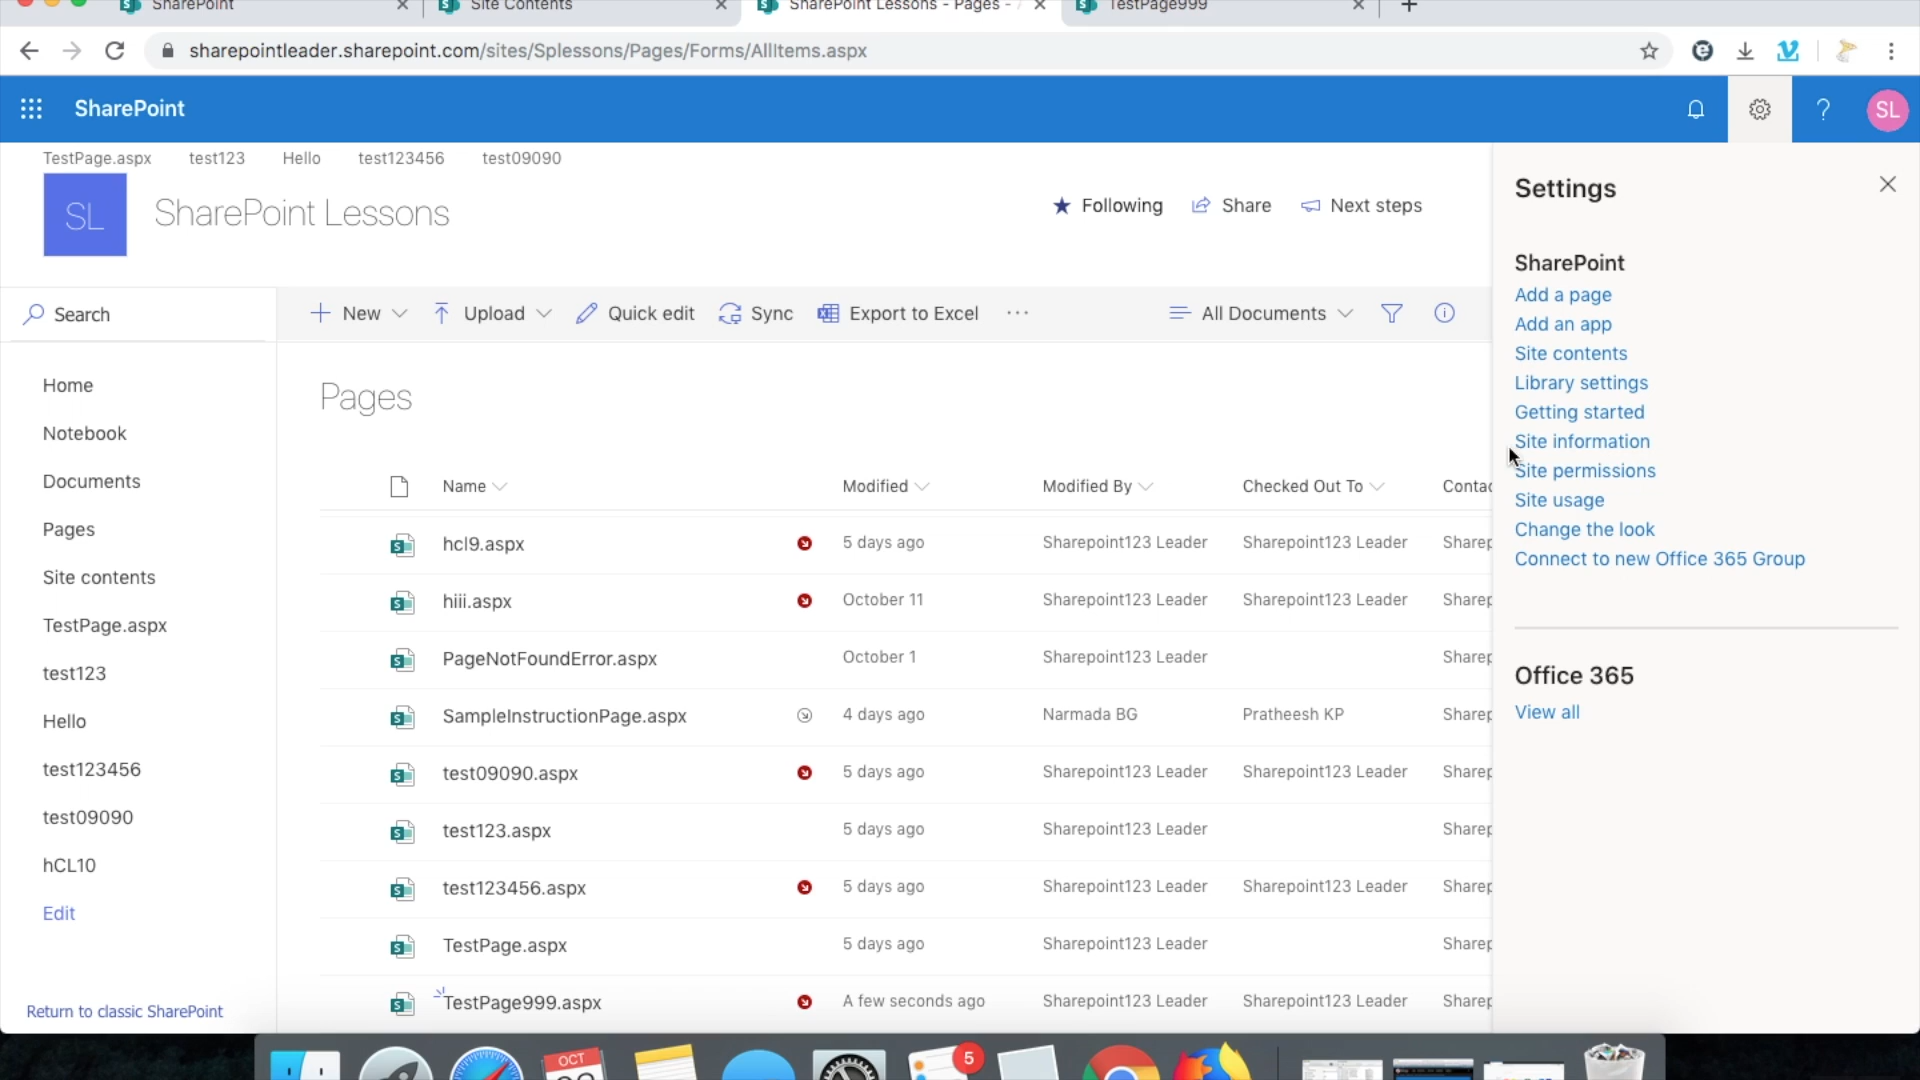 SharePoint
Site Contents
SharePoint Lessons - Pages -
TestPage999
sharepointleader.sharepoint.com/sites/Splessons/Pages/Forms/AllItems.aspx
SharePoint
SL
TestPage.aspx test123 Hello test123456 test09090
SL
SharePoint Lessons
Following Share Next steps
Search
New Upload Quick edit Sync Export to Excel ··· All Documents
Home
Notebook
Documents
Pages
Site contents
TestPage.aspx
test123
Hello
test123456
test09090
hCL10
Edit
Return to classic SharePoint
Pages
Name Modified Modified By Checked Out To Contac
hcl9.aspx 5 days ago Sharepoint123 Leader Sharepoint123 Leader Sharep
hiii.aspx October 11 Sharepoint123 Leader Sharepoint123 Leader Sharep
PageNotFoundError.aspx October 1 Sharepoint123 Leader Sharep
SampleInstructionPage.aspx 4 days ago Narmada BG Pratheesh KP Sharep
test09090.aspx 5 days ago Sharepoint123 Leader Sharepoint123 Leader Sharep
test123.aspx 5 days ago Sharepoint123 Leader Sharep
test123456.aspx 5 days ago Sharepoint123 Leader Sharepoint123 Leader Sharep
TestPage.aspx 5 days ago Sharepoint123 Leader Sharep
TestPage999.aspx A few seconds ago Sharepoint123 Leader Sharepoint123 Leader Sharep
Settings
SharePoint
Add a page
Add an app
Site contents
Library settings
Getting started
Site information
Site permissions
Site usage
Change the look
Connect to new Office 365 Group
Office 365
View all
OCT
5